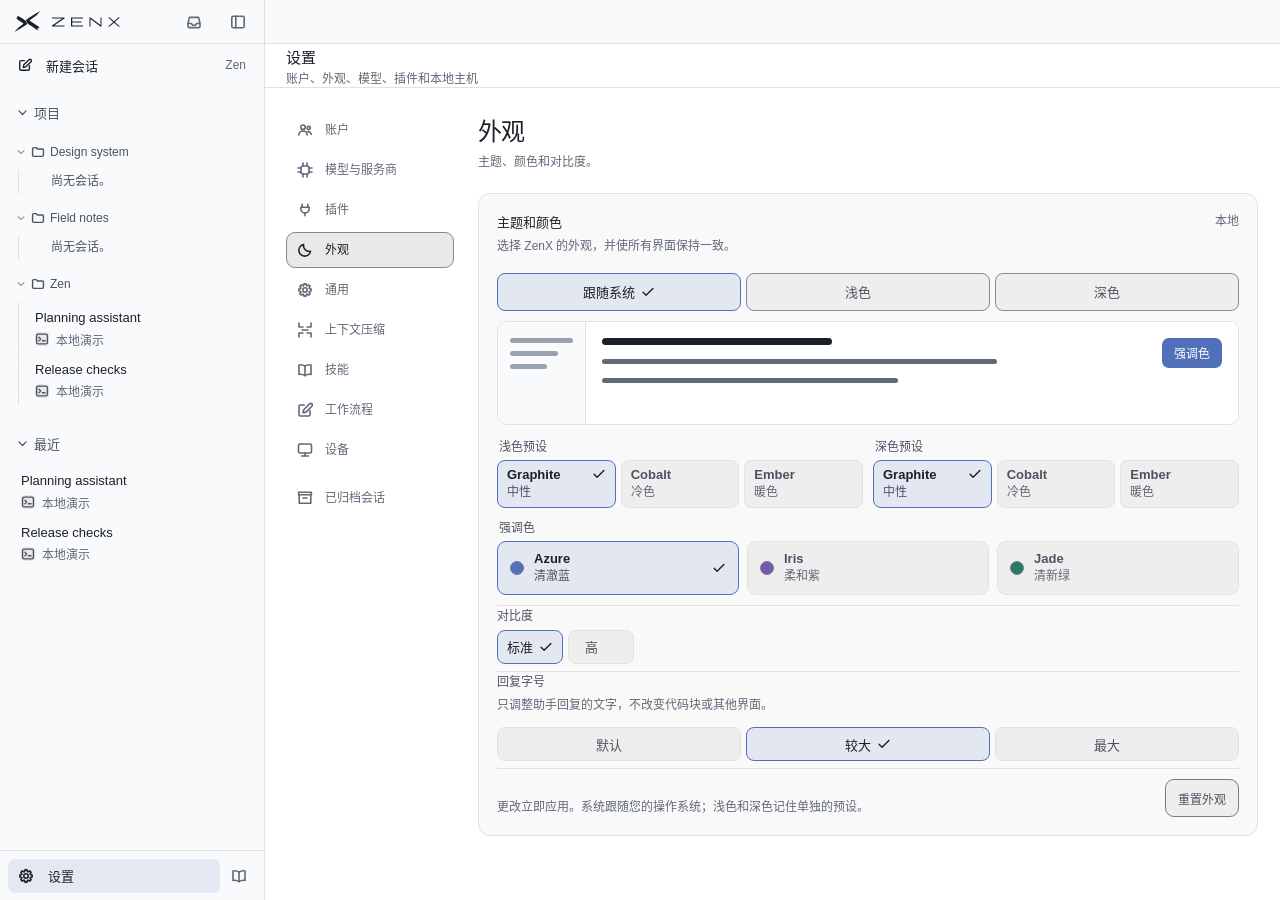 ZENX
新建会话
Zen
项目
Design system
尚无会话。
Field notes
尚无会话。
Zen
Planning assistant
本地演示
Release checks
本地演示
最近
Planning assistant
本地演示
Release checks
本地演示
设置
设置
账户、外观、模型、插件和本地主机
账户
模型与服务商
插件
外观
通用
上下文压缩
技能
工作流程
设备
已归档会话
外观
主题、颜色和对比度。
主题和颜色
本地
选择 ZenX 的外观，并使所有界面保持一致。
跟随系统
浅色
深色
强调色
浅色预设
Graphite
中性
Cobalt
冷色
Ember
暖色
深色预设
Graphite
中性
Cobalt
冷色
Ember
暖色
强调色
Azure
清澈蓝
Iris
柔和紫
Jade
清新绿
对比度
标准
高
回复字号
只调整助手回复的文字，不改变代码块或其他界面。
默认
较大
最大
更改立即应用。系统跟随您的操作系统；浅色和深色记住单独的预设。
重置外观